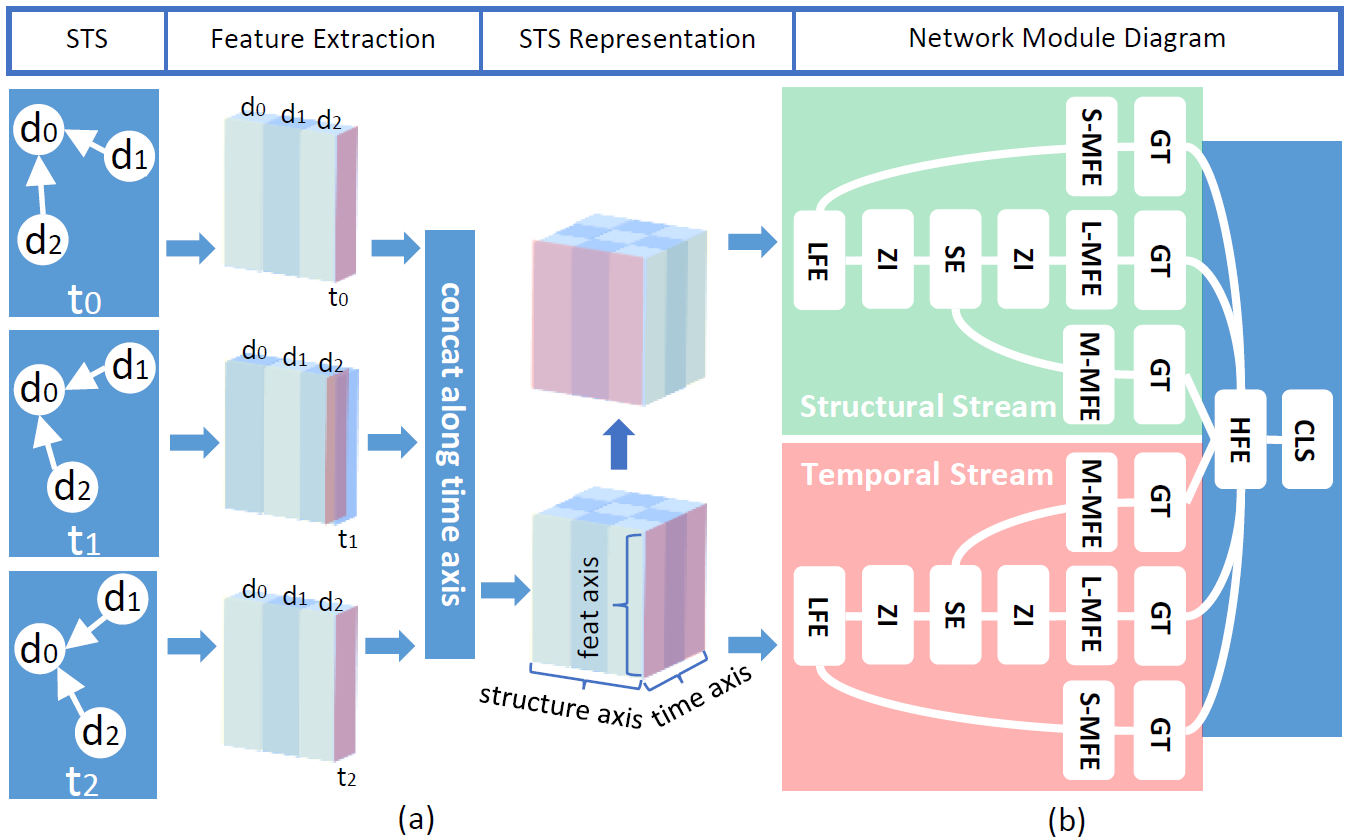 STS
Feature Extraction
STS Representation
Network Module Diagram
d0
d1
d2
t0
d0
d1
d2
t1
d1
d0
d2
t2
d0
d1
d2
t0
d0
d1
d2
t1
d0
d1
d2
t2
concat along time axis
feat axis
structure axis
time axis
S-MFE
GT
LFE
ZI
SE
ZI
L-MFE
GT
M-MFE
GT
Structural Stream
HFE
CLS
Temporal Stream
M-MFE
GT
LFE
ZI
SE
ZI
L-MFE
GT
S-MFE
GT
(a)
(b)